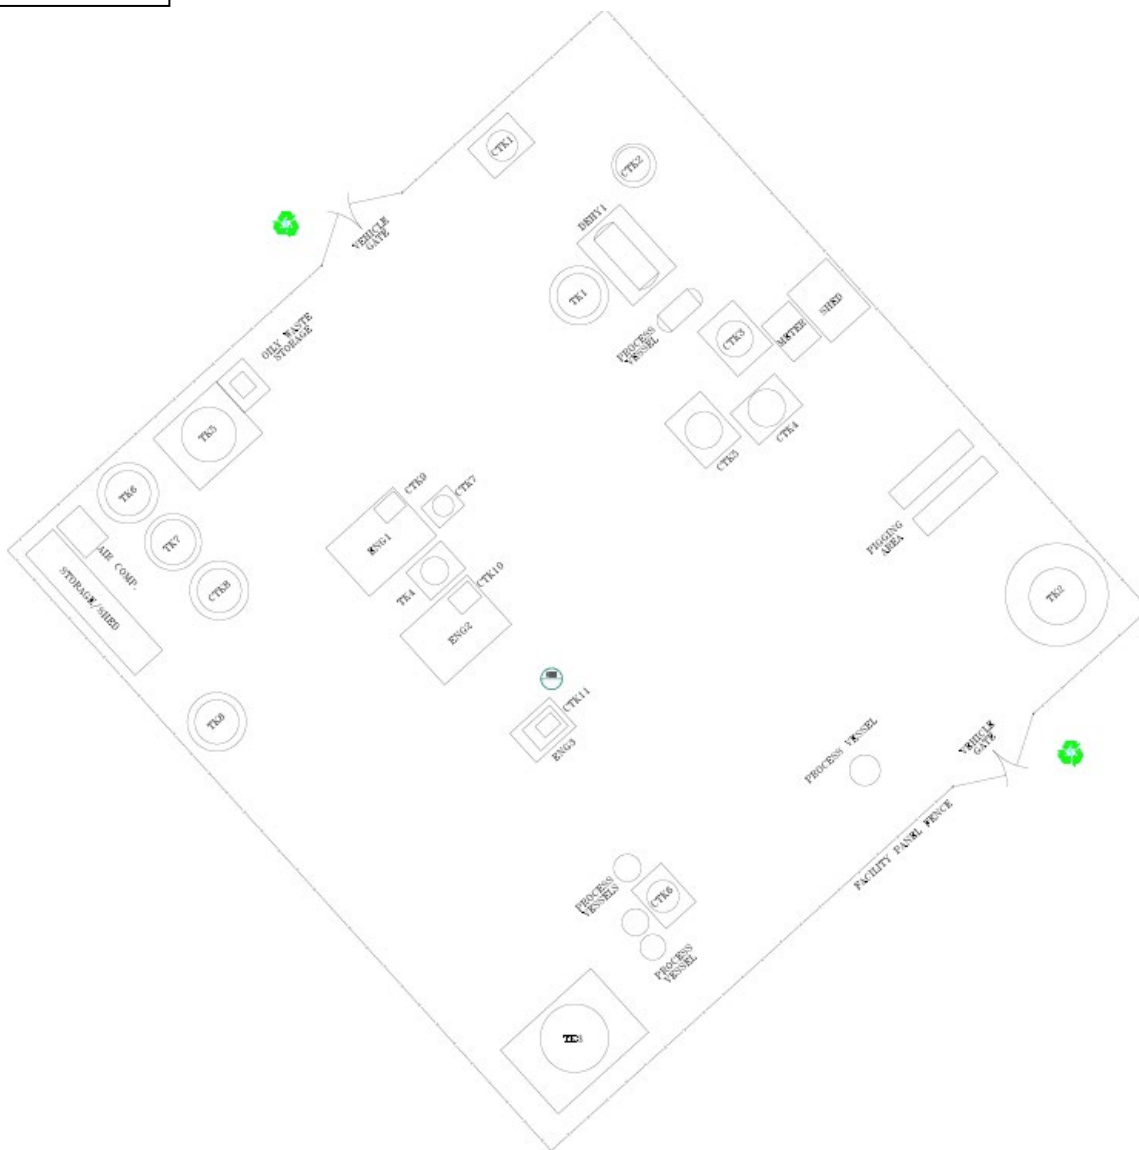 CTK1
CTK2
VEHICLE
GATE
DEHY1
TK1
SHED
METER
PROCESS
VESSEL
CTK3
OILY WASTE
STORAGE
CTK4
TK5
CTK5
CTK9
CTK7
TK6
ENG1
PIGGING
AREA
TK7
AIR COMP.
CTK8
STORAGE/SHED
TK4
CTK10
TK2
ENG2
CTK11
TK8
ENG3
VEHICLE
GATE
PROCESS VESSEL
FACILITY PANEL FENCE
PROCESS
VESSELS
CTK6
PROCESS
VESSEL